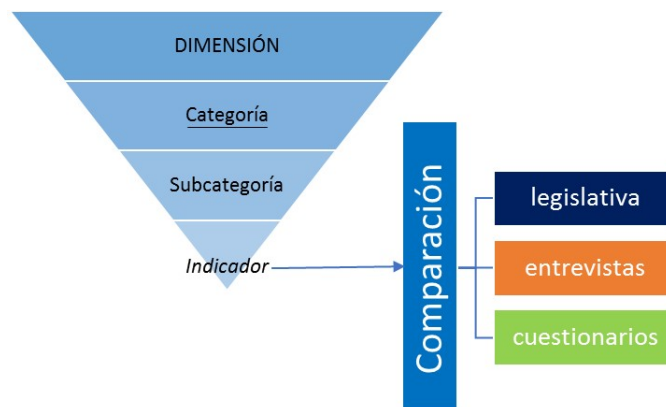 DIMENSIÓN
Categoría
Subcategoría
Indicador
Comparación
legislativa
entrevistas
cuestionarios